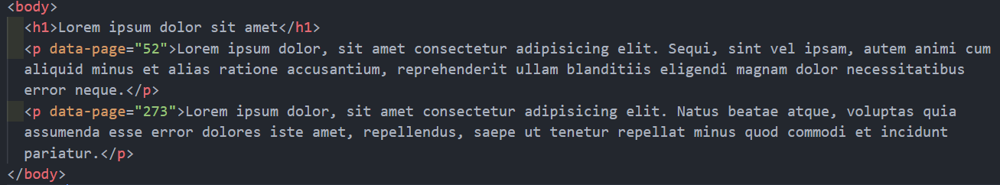 <body>
<h1>Lorem ipsum dolor sit amet</h1>
<p data-page="52">Lorem ipsum dolor, sit amet consectetur adipisicing elit. Sequi, sint vel ipsam, autem animi cum
aliquid minus et alias ratione accusantium, reprehenderit ullam blanditiis eligendi magnam dolor necessitatibus
error neque.</p>
<p data-page="273">Lorem ipsum dolor, sit amet consectetur adipisicing elit. Natus beatae atque, voluptas quia
assumenda esse error dolores iste amet, repellendus, saepe ut tenetur repellat minus quod commodi et incidunt
pariatur.</p>
</body>